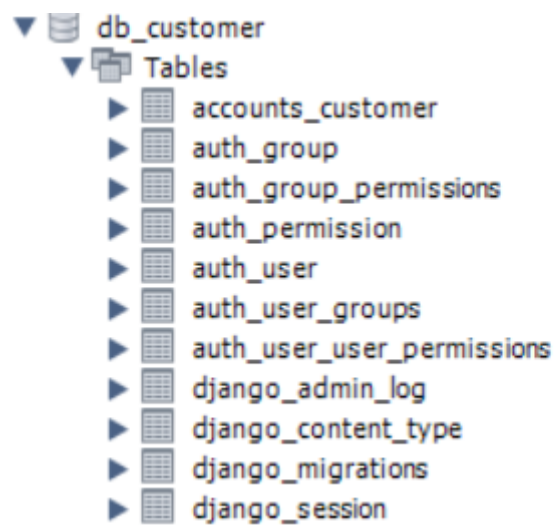 db_customer
Tables
accounts_customer
auth_group
auth_group_permissions
auth_permission
auth_user
auth_user_groups
auth_user_user_permissions
django_admin_log
django_content_type
django_migrations
django_session